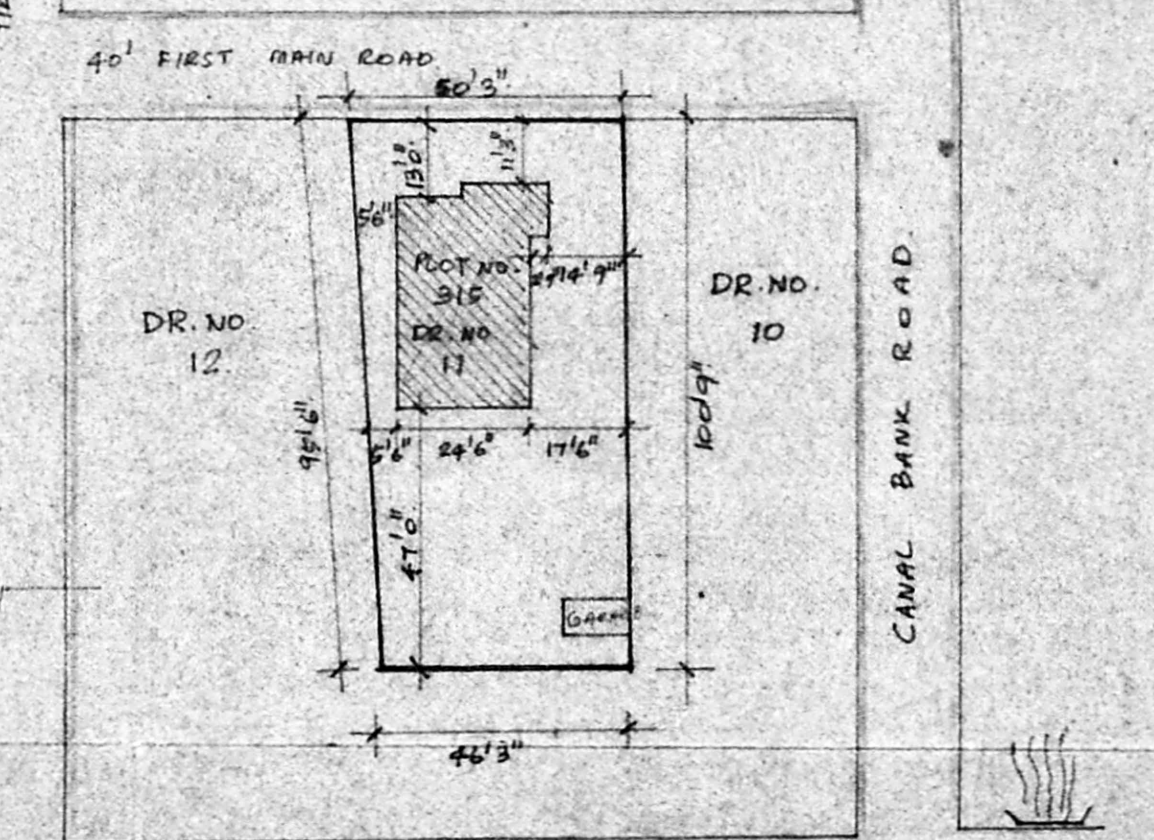 40' FIRST MAIN ROAD
50'3"
13'0"
11'3"
5'6"
PLOT NO.
315
DR. NO
11
14'9"
DR. NO.
12
DR. NO.
10
CANAL BANK ROAD.
5'6"
24'6"
17'6"
100'9"
47'0"
46'3"